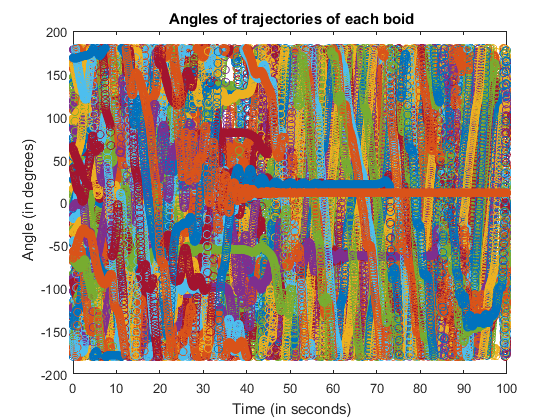 Angles of trajectories of each boid
200
150
100
50
0
-50
-100
-150
-200
Angle (in degrees)
0 10 20 30 40 50 60 70 80 90 100
Time (in seconds)